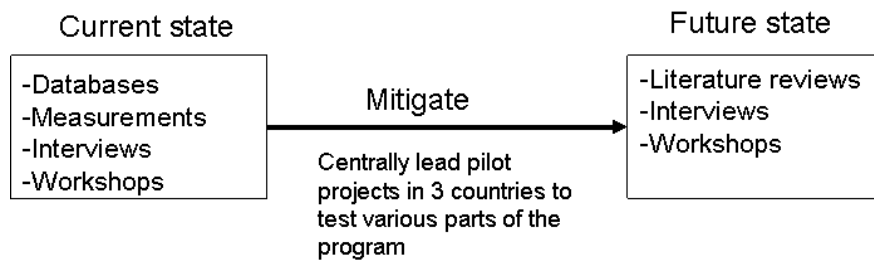 Current state
-Databases
-Measurements
-Interviews
-Workshops
Mitigate
Centrally lead pilot
projects in 3 countries to
test various parts of the
program
Future state
-Literature reviews
-Interviews
-Workshops